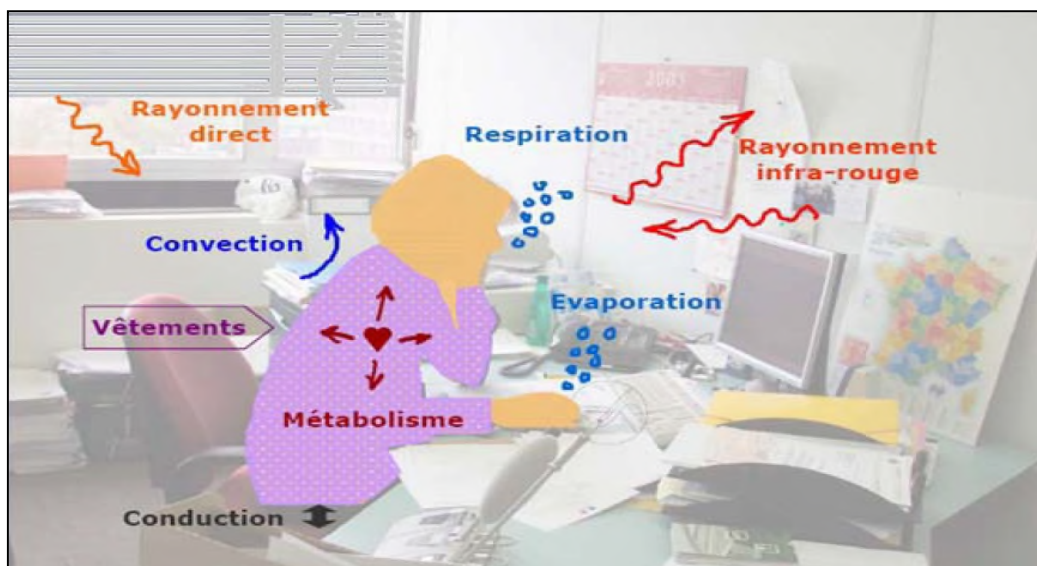 Rayonnement
direct
Respiration
Rayonnement
infra-rouge
Convection
Evaporation
Vêtements
Métabolisme
Conduction